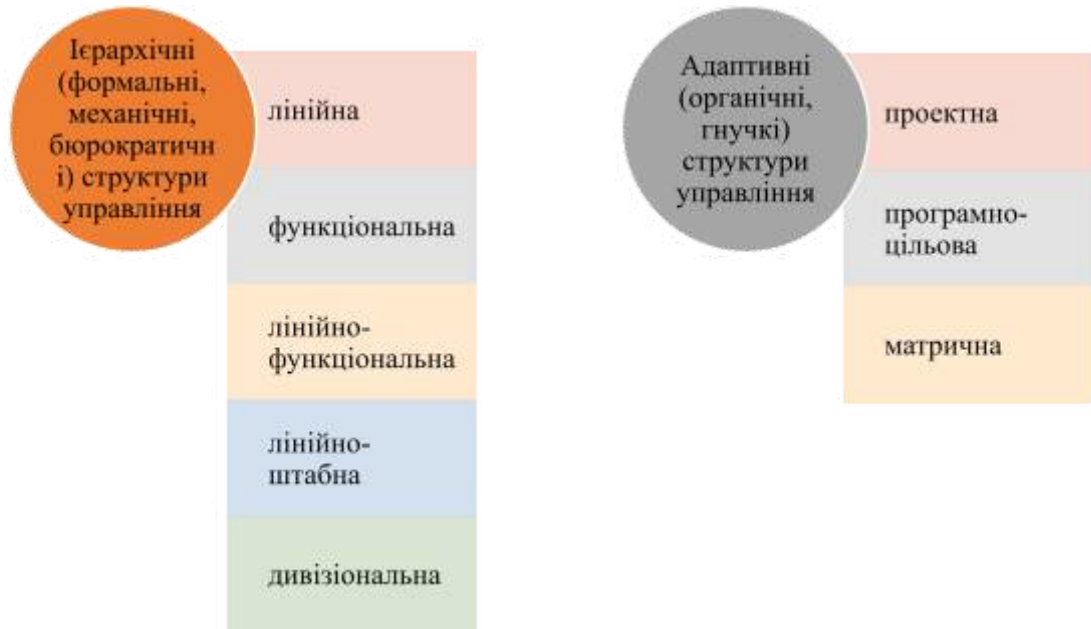 Ієрархічні
(формальні,
механічні,
бюрократичн
і) структури
управління
лінійна
функціональна
лінійно-
функціональна
лінійно-
штабна
дивізіональна
Адаптивні
(органічні,
гнучкі)
структури
управління
проектна
програмно-
цільова
матрична